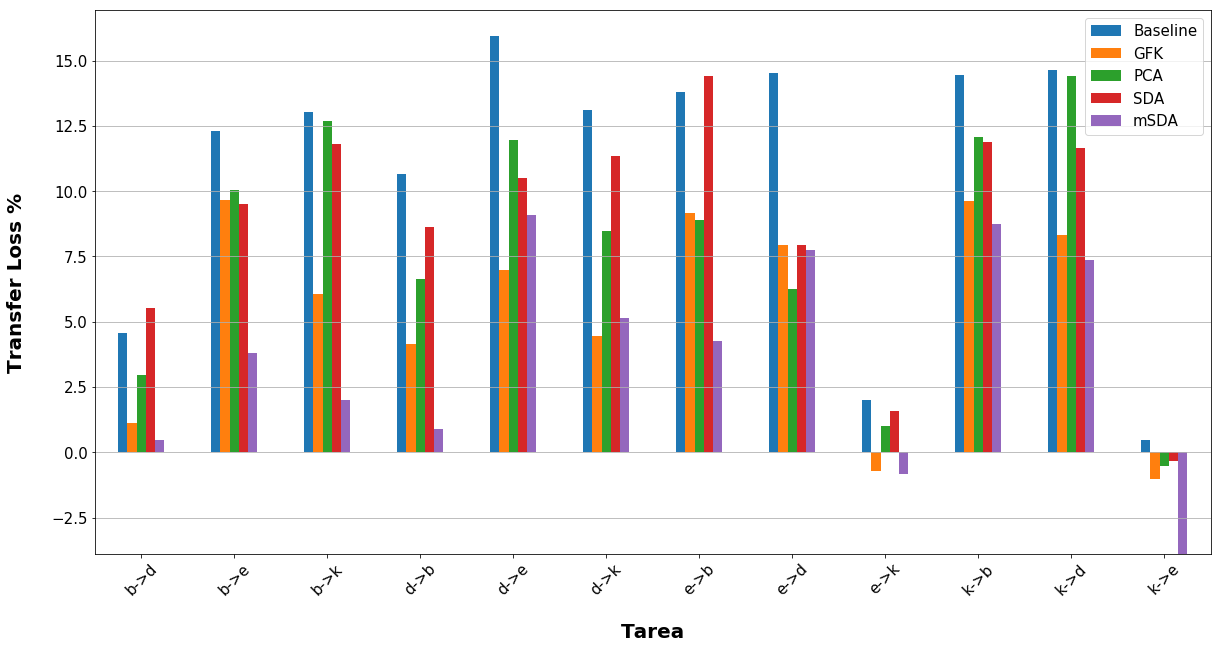 Transfer Loss %
15.0
12.5
10.0
7.5
5.0
2.5
0.0
−2.5
Baseline
GFK
PCA
SDA
mSDA
b->d
b->e
b->k
d->b
d->e
d->k
e->b
e->d
e->k
k->b
k->d
k->e
Tarea